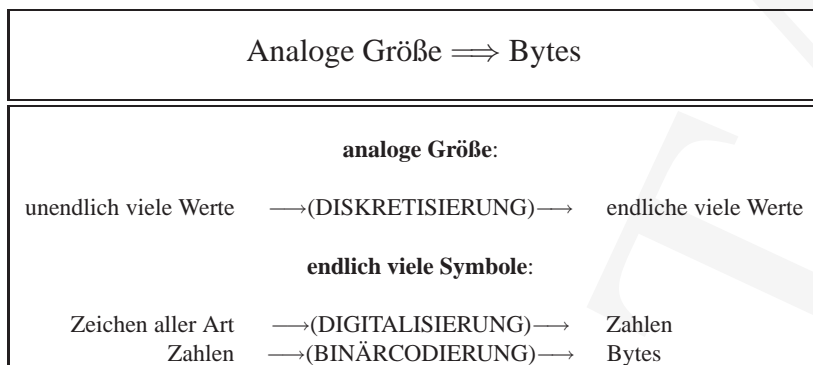 Analoge Größe ⟹ Bytes
analoge Größe:
unendlich viele Werte ⟶(DISKRETISIERUNG)⟶ endliche viele Werte
endlich viele Symbole:
Zeichen aller Art ⟶(DIGITALISIERUNG)⟶ Zahlen
Zahlen ⟶(BINÄRCODIERUNG)⟶ Bytes